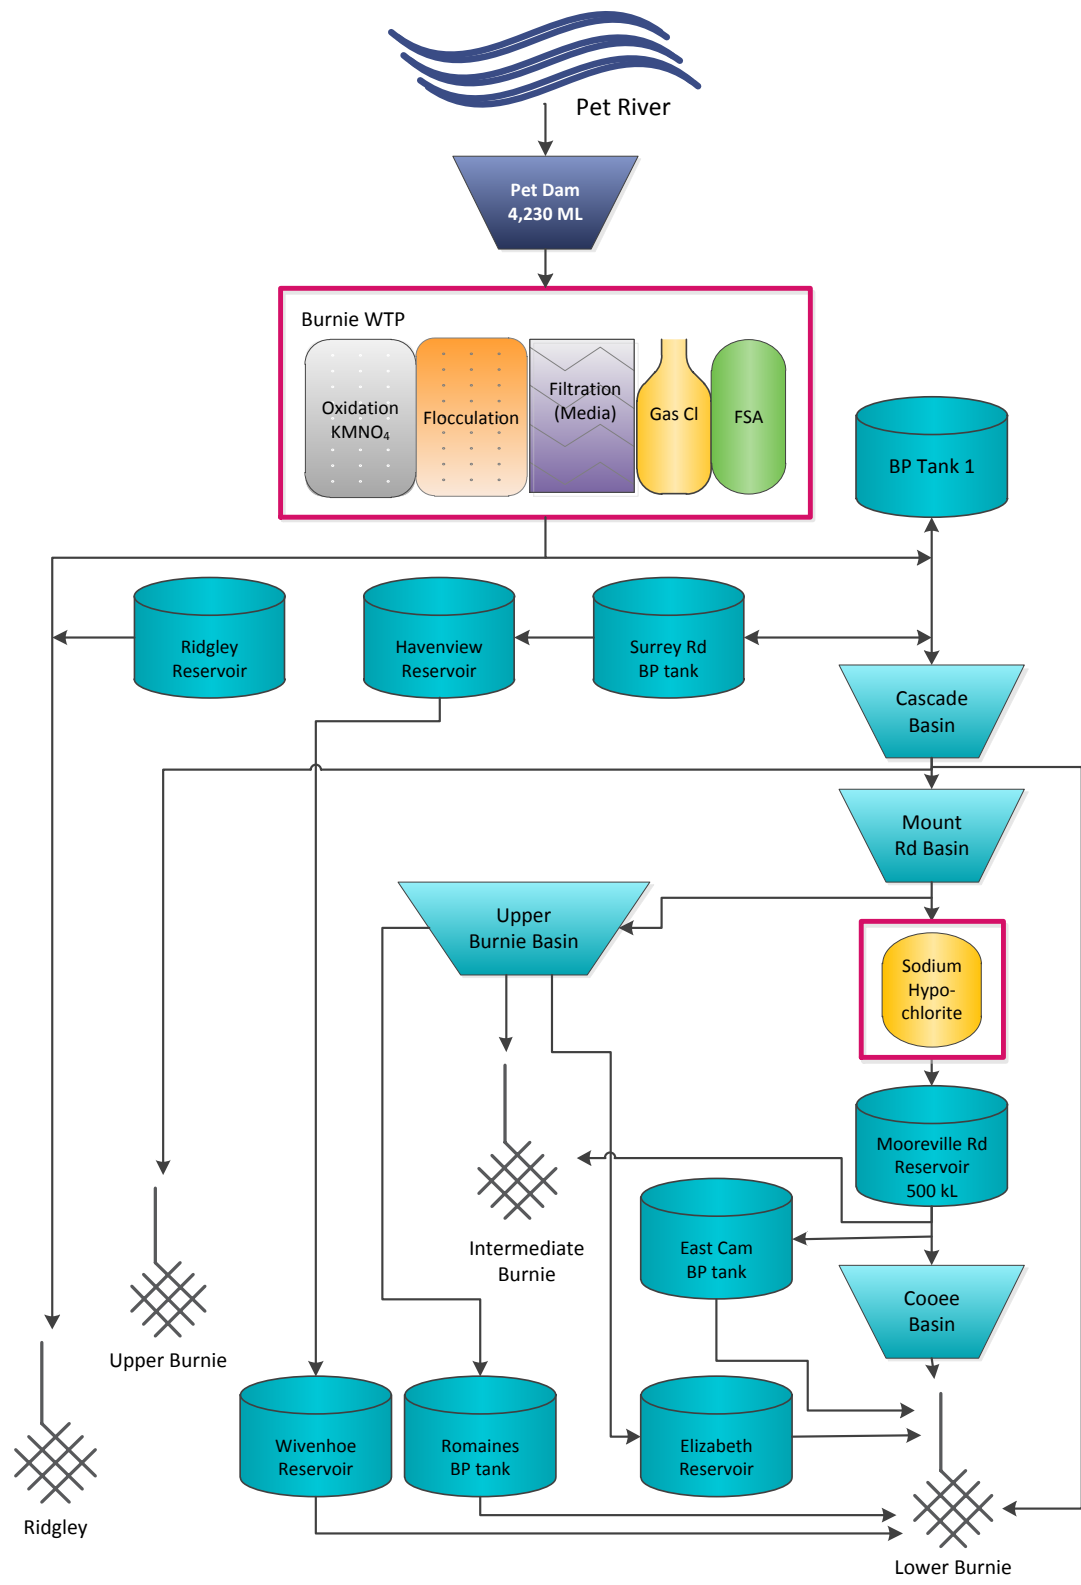 Pet River
Pet Dam
4,230 ML
Burnie WTP
Oxidation
KMNO₄
Flocculation
Filtration
(Media)
Gas Cl
FSA
BP Tank 1
Ridgley
Reservoir
Havenview
Reservoir
Surrey Rd
BP tank
Cascade
Basin
Mount
Rd Basin
Upper
Burnie Basin
Sodium
Hypo-
chlorite
Mooreville Rd
Reservoir
500 kL
Intermediate
Burnie
East Cam
BP tank
Cooee
Basin
Upper Burnie
Wivenhoe
Reservoir
Romaines
BP tank
Elizabeth
Reservoir
Ridgley
Lower Burnie